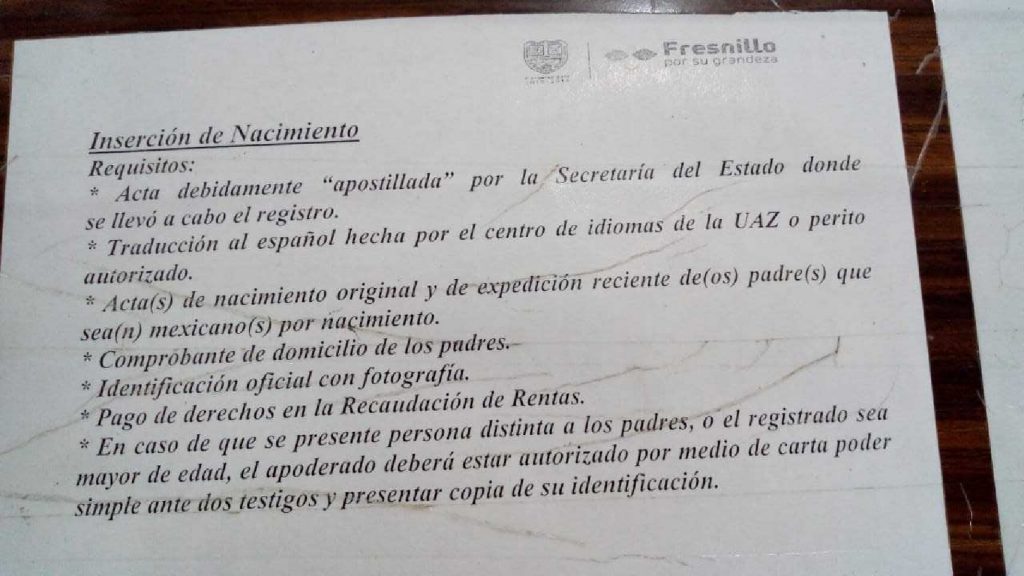 Fresnillo
por su grandeza
Inserción de Nacimiento
Requisitos:
* Acta debidamente “apostillada” por la Secretaría del Estado donde
se llevó a cabo el registro.
* Traducción al español hecha por el centro de idiomas de la UAZ o perito
autorizado.
* Acta(s) de nacimiento original y de expedición reciente de(os) padre(s) que
sea(n) mexicano(s) por nacimiento.
* Comprobante de domicilio de los padres.
* Identificación oficial con fotografía.
* Pago de derechos en la Recaudación de Rentas.
* En caso de que se presente persona distinta a los padres, o el registrado sea
mayor de edad, el apoderado deberá estar autorizado por medio de carta poder
simple ante dos testigos y presentar copia de su identificación.